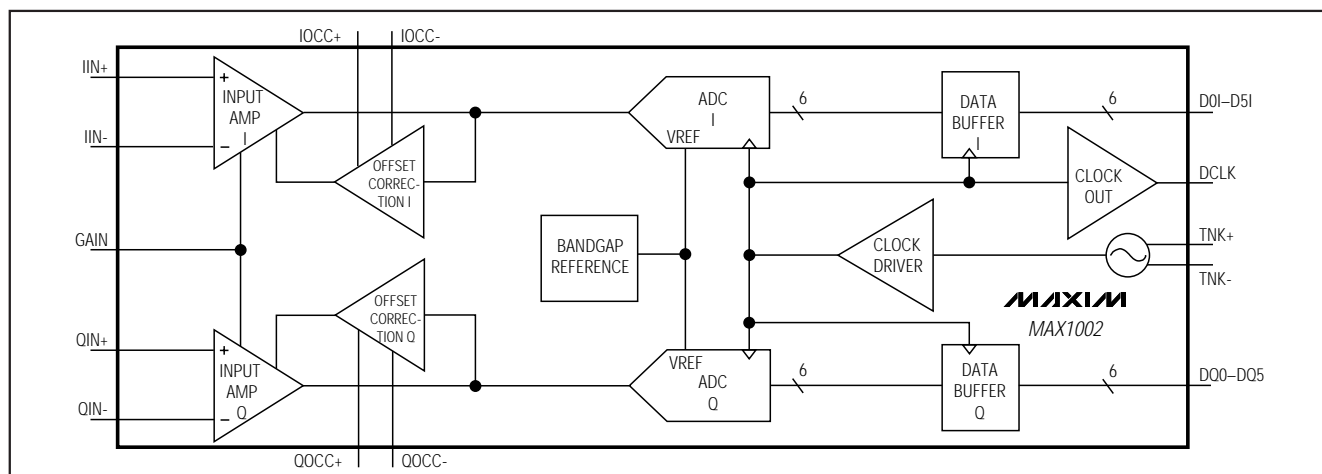 IOCC+ IOCC-
IIN+
+
INPUT
AMP
I
IIN-
−
OFFSET
CORREC-
TION I
ADC
I
VREF
6
DATA
BUFFER
I
6
D0I–D5I
CLOCK
OUT
DCLK
GAIN
BANDGAP
REFERENCE
CLOCK
DRIVER
TNK+
TNK-
MAXIM
MAX1002
OFFSET
CORREC-
TION Q
QIN+
+
INPUT
AMP
Q
QIN-
−
VREF
ADC
Q
6
DATA
BUFFER
Q
6
DQ0–DQ5
QOCC+ QOCC-